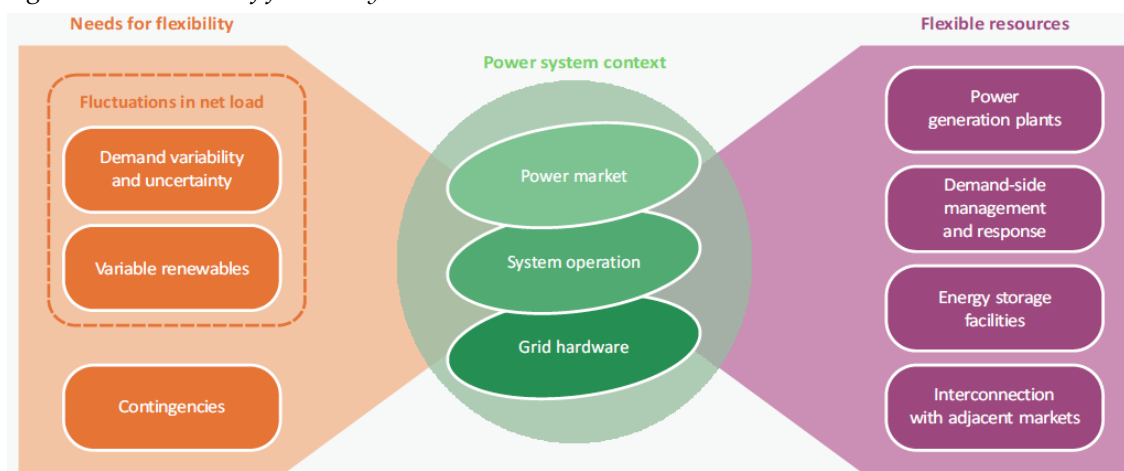 Needs for flexibility
Fluctuations in net load
Demand variability
and uncertainty
Variable renewables
Contingencies
Power system context
Power market
System operation
Grid hardware
Flexible resources
Power
generation plants
Demand-side
management
and response
Energy storage
facilities
Interconnection
with adjacent markets